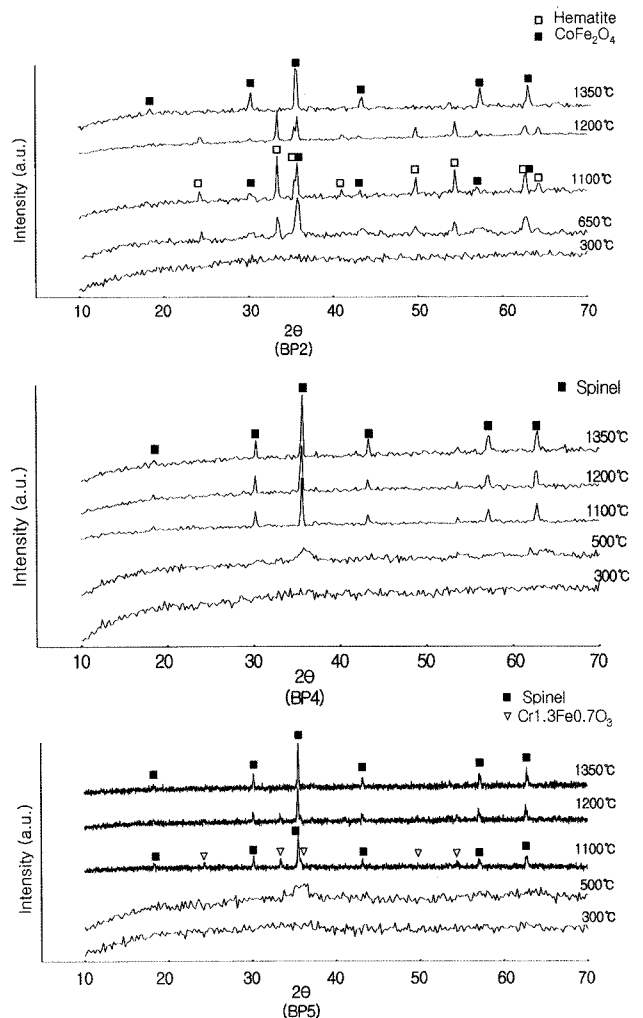 □ Hematite
■ CoFe₂O₄
1350℃
1200℃
1100℃
650℃
300℃
Intensity (a.u.)
10 20 30 40 50 60 70
2θ
(BP2)
■ Spinel
1350℃
1200℃
1100℃
500℃
300℃
Intensity (a.u.)
10 20 30 40 50 60 70
2θ
(BP4)
■ Spinel
▽ Cr1.3Fe0.7O₃
1350℃
1200℃
1100℃
500℃
300℃
Intensity (a.u.)
10 20 30 40 50 60 70
2θ
(BP5)